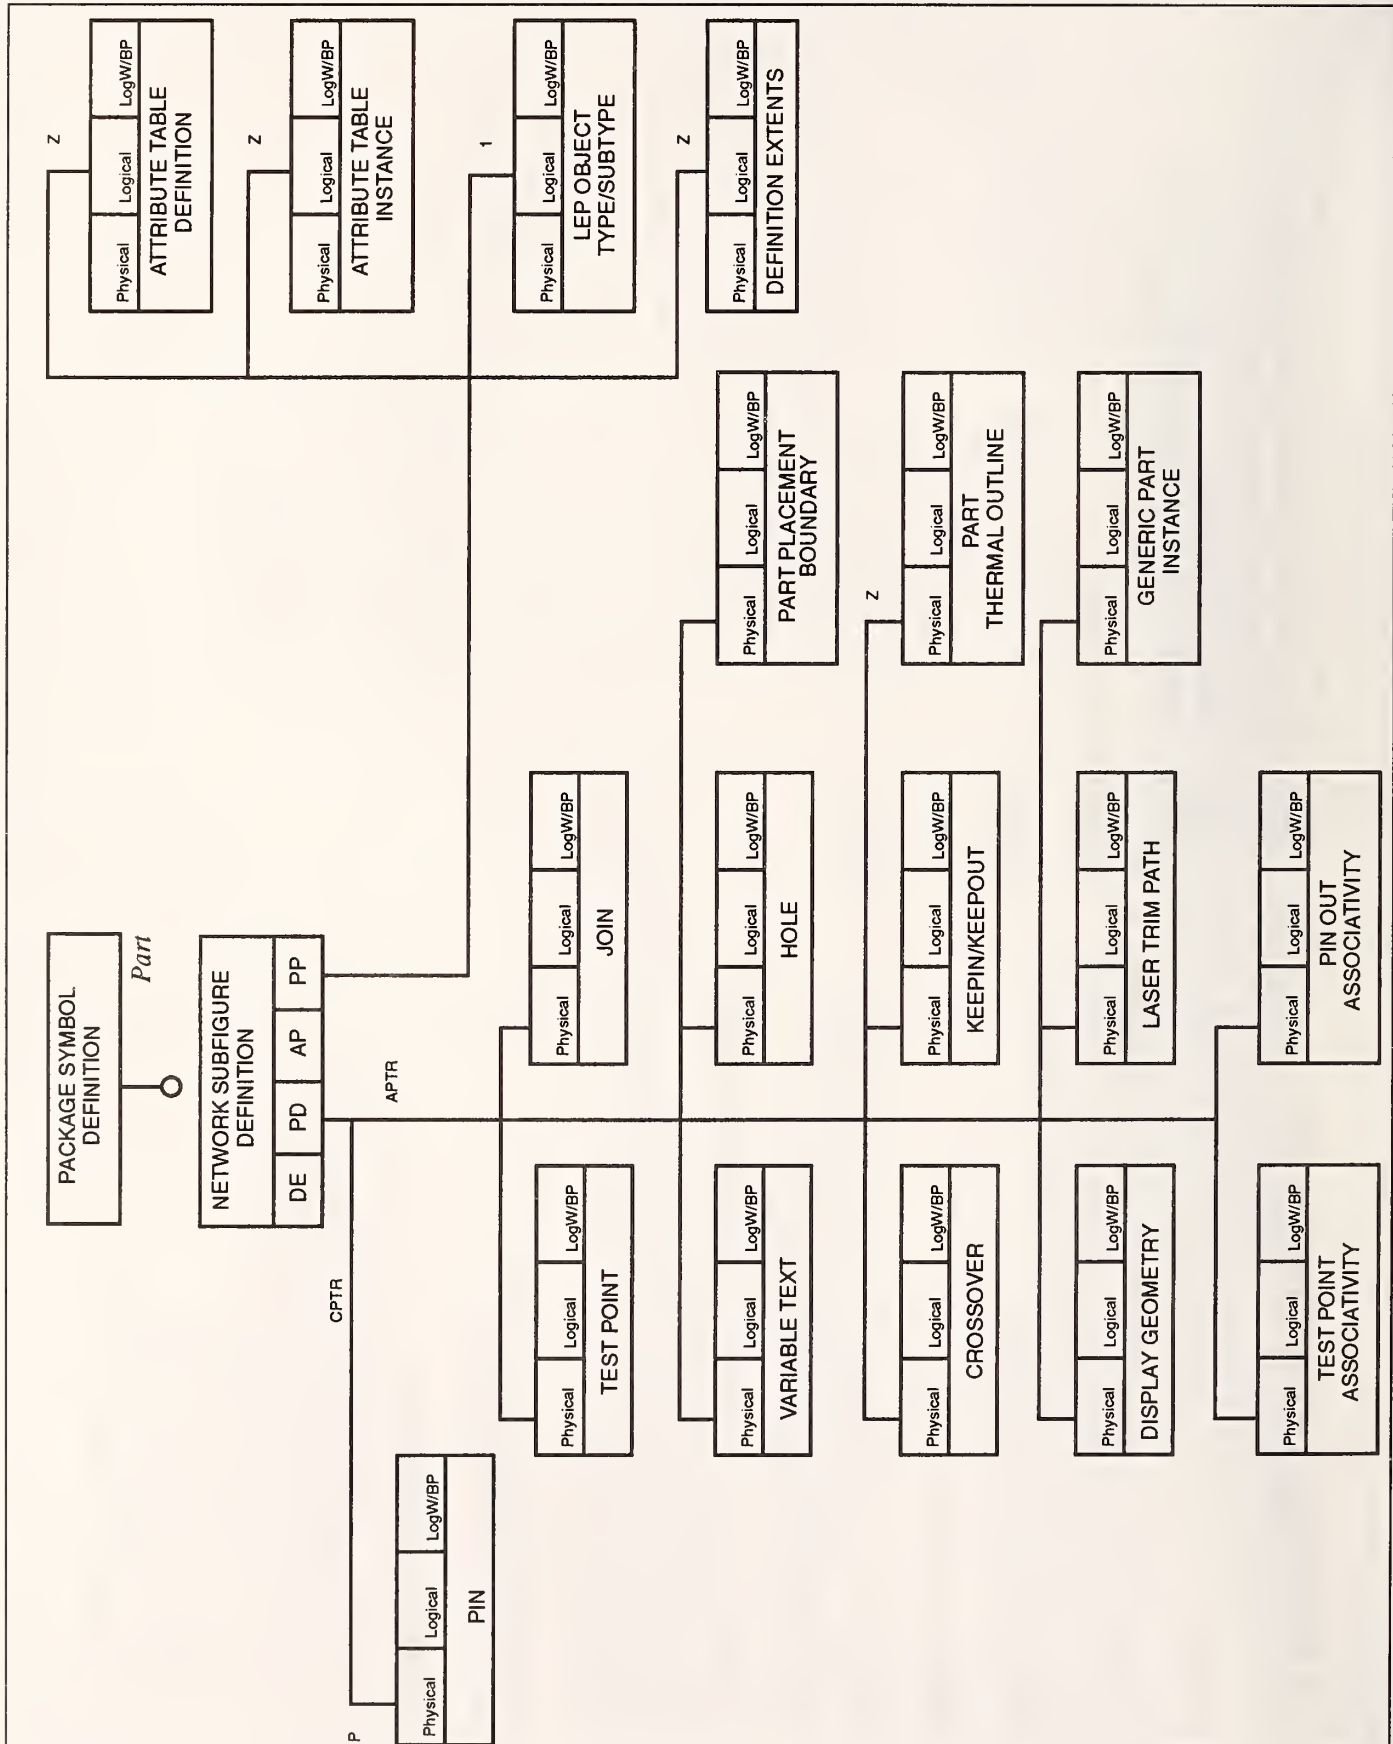 PACKAGE SYMBOL
DEFINITION
Part
NETWORK SUBFIGURE
DEFINITION
DE PD AP PP
CPTR
APTR
P
Physical Logical LogW/BP
PIN
Z
Physical Logical LogW/BP
ATTRIBUTE TABLE
DEFINITION
Z
Physical Logical LogW/BP
ATTRIBUTE TABLE
INSTANCE
1
Physical Logical LogW/BP
LEP OBJECT
TYPE/SUBTYPE
Z
Physical Logical LogW/BP
DEFINITION EXTENTS
Physical Logical LogW/BP
TEST POINT
Physical Logical LogW/BP
JOIN
Physical Logical LogW/BP
VARIABLE TEXT
Physical Logical LogW/BP
HOLE
Physical Logical LogW/BP
PART PLACEMENT
BOUNDARY
Physical Logical LogW/BP
CROSSOVER
Physical Logical LogW/BP
KEEPIN/KEEPOUT
Z
Physical Logical LogW/BP
PART
THERMAL OUTLINE
Physical Logical LogW/BP
DISPLAY GEOMETRY
Physical Logical LogW/BP
LASER TRIM PATH
Physical Logical LogW/BP
GENERIC PART
INSTANCE
Physical Logical LogW/BP
TEST POINT
ASSOCIATIVITY
Physical Logical LogW/BP
PIN OUT
ASSOCIATIVITY